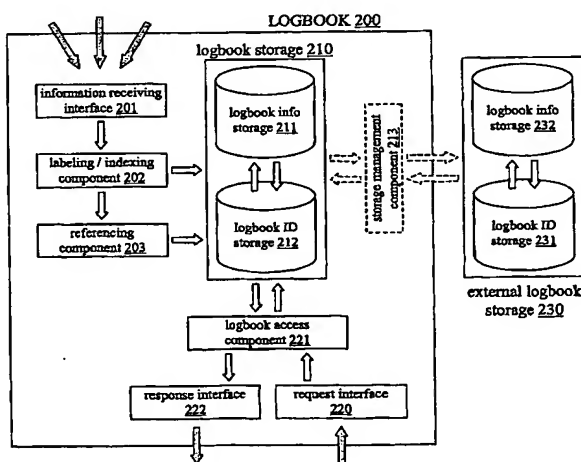 LOGBOOK 200
logbook storage 210
information receiving
interface 201
labeling / indexing
component 202
referencing
component 203
logbook info
storage 211
logbook ID
storage 212
storage management
component 213
logbook info
storage 232
logbook ID
storage 231
external logbook
storage 230
logbook access
component 221
response interface
222
request interface
220